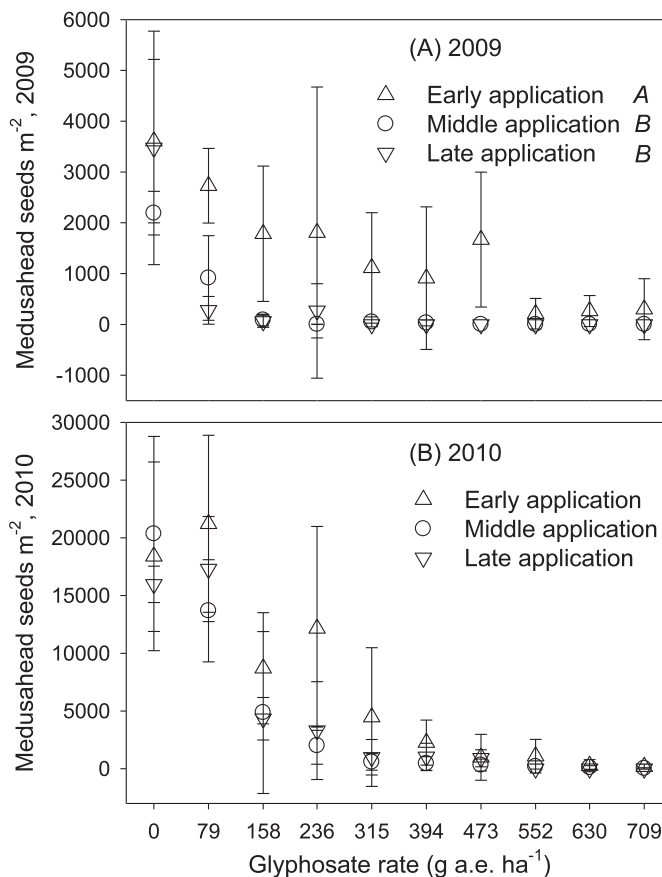 Medusahead seeds m⁻², 2009
6000
5000
4000
3000
2000
1000
0
-1000
(A) 2009
Early application A
Middle application B
Late application B
Medusahead seeds m⁻², 2010
30000
25000
20000
15000
10000
5000
0
(B) 2010
Early application
Middle application
Late application
0 79 158 236 315 394 473 552 630 709
Glyphosate rate (g a.e. ha⁻¹)